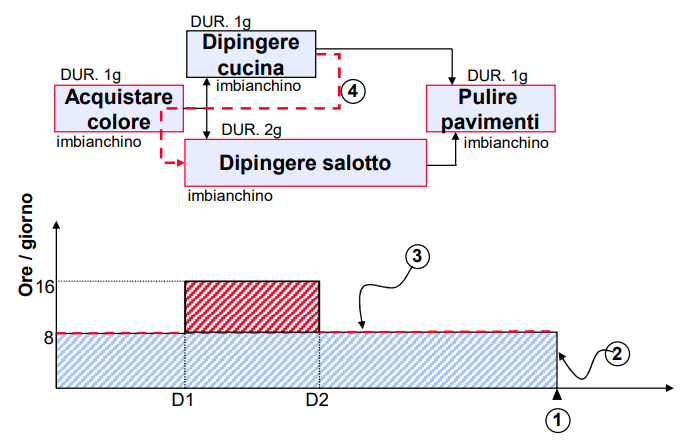 DUR. 1g
Dipingere
cucina
imbianchino
DUR. 1g
Acquistare
colore
imbianchino
4
DUR. 1g
Pulire
pavimenti
imbianchino
DUR. 2g
Dipingere salotto
imbianchino
Ore / giorno
16
8
3
2
D1
D2
1